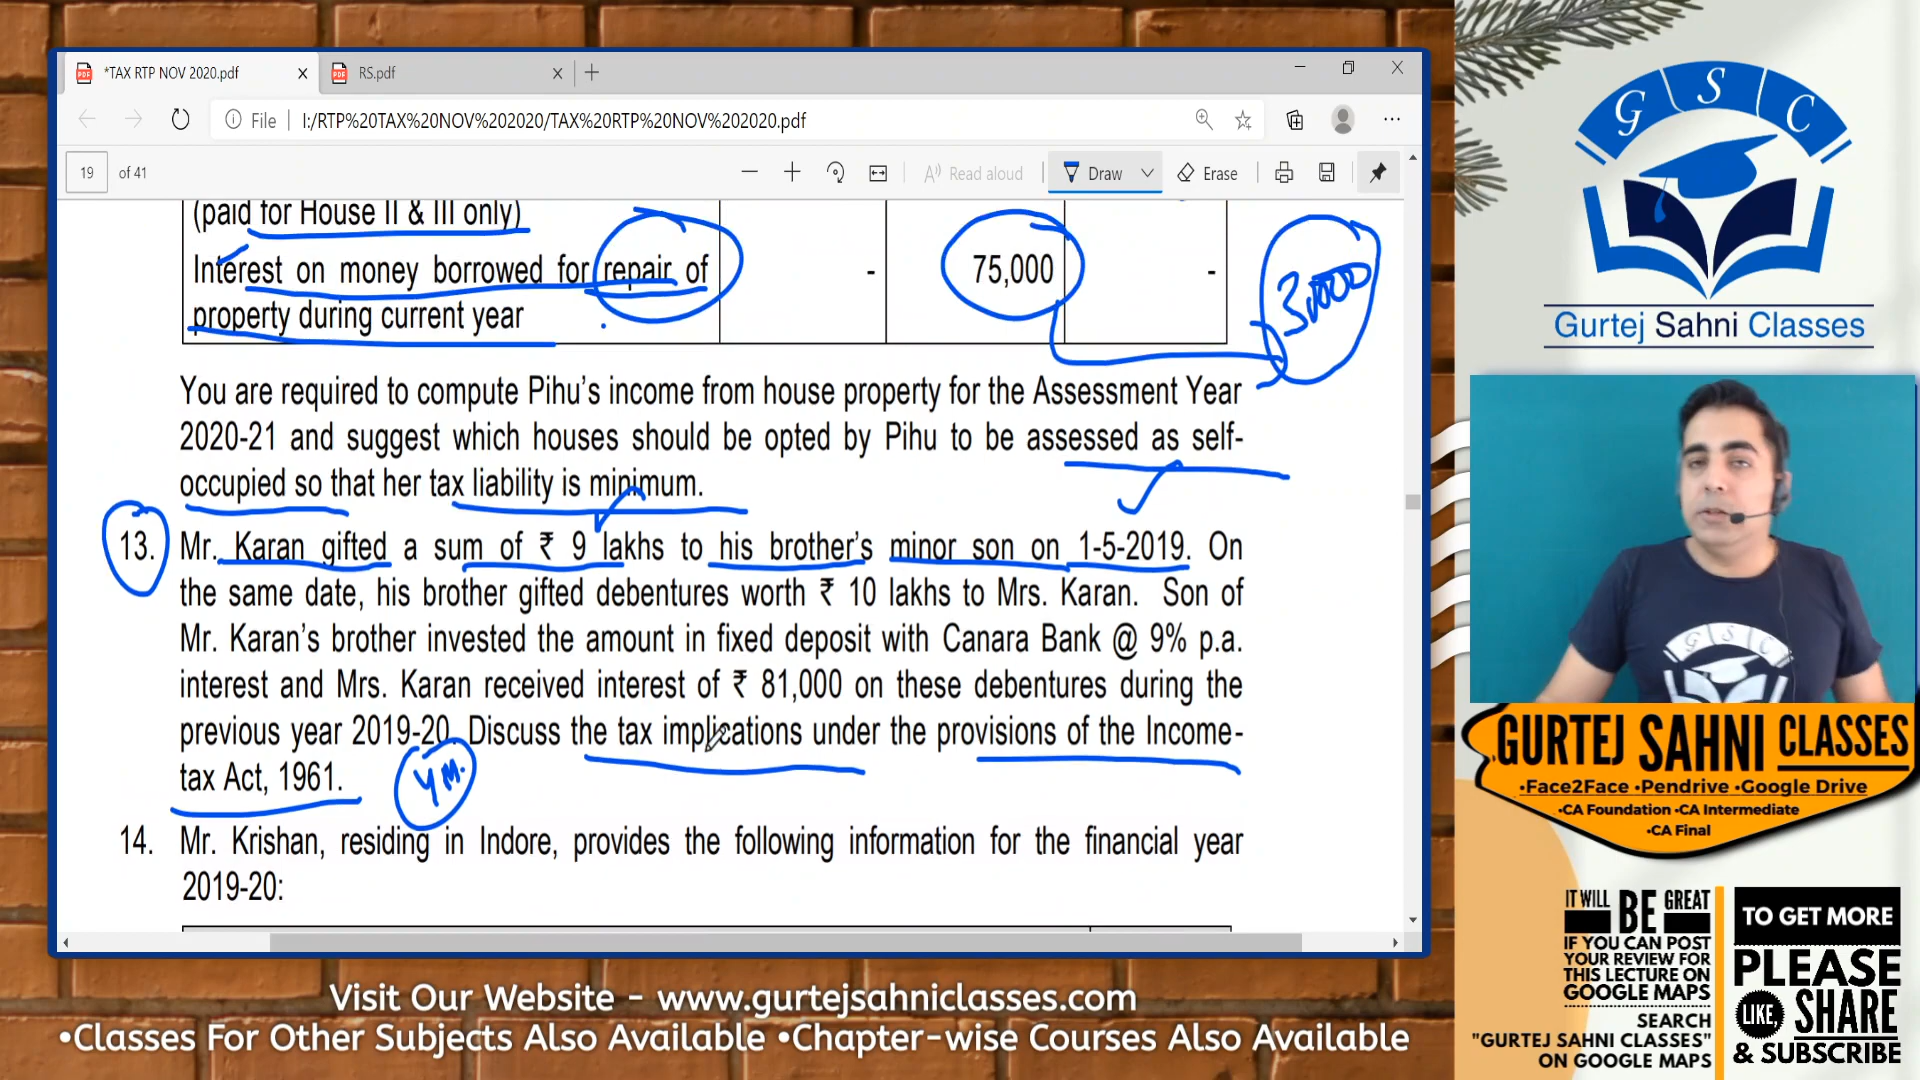 *TAX RTP NOV 2020.pdf
RS.pdf
File
I:/RTP%20TAX%20NOV%202020/TAX%20RTP%20NOV%202020.pdf
19 of 41
Read aloud
Draw
Erase
(paid for House II & III only)
Interest on money borrowed for repair of property during current year
- 75,000 -
3,000
You are required to compute Pihu's income from house property for the Assessment Year
2020-21 and suggest which houses should be opted by Pihu to be assessed as self-
occupied so that her tax liability is minimum.
13. Mr. Karan gifted a sum of ₹ 9 lakhs to his brother's minor son on 1-5-2019. On
the same date, his brother gifted debentures worth ₹ 10 lakhs to Mrs. Karan. Son of
Mr. Karan's brother invested the amount in fixed deposit with Canara Bank @ 9% p.a.
interest and Mrs. Karan received interest of ₹ 81,000 on these debentures during the
previous year 2019-20. Discuss the tax implications under the provisions of the Income-
tax Act, 1961.
4M.
14. Mr. Krishan, residing in Indore, provides the following information for the financial year
2019-20:
G S C
Gurtej Sahni Classes
G S C
GURTEJ SAHNI CLASSES
•Face2Face •Pendrive •Google Drive
•CA Foundation •CA Intermediate
•CA Final
IT WILL BE GREAT
IF YOU CAN POST
YOUR REVIEW FOR
THIS LECTURE ON
GOOGLE MAPS
SEARCH
"GURTEJ SAHNI CLASSES"
ON GOOGLE MAPS
TO GET MORE
PLEASE
LIKE, SHARE
& SUBSCRIBE
Visit Our Website - www.gurtejsahniclasses.com
•Classes For Other Subjects Also Available •Chapter-wise Courses Also Available